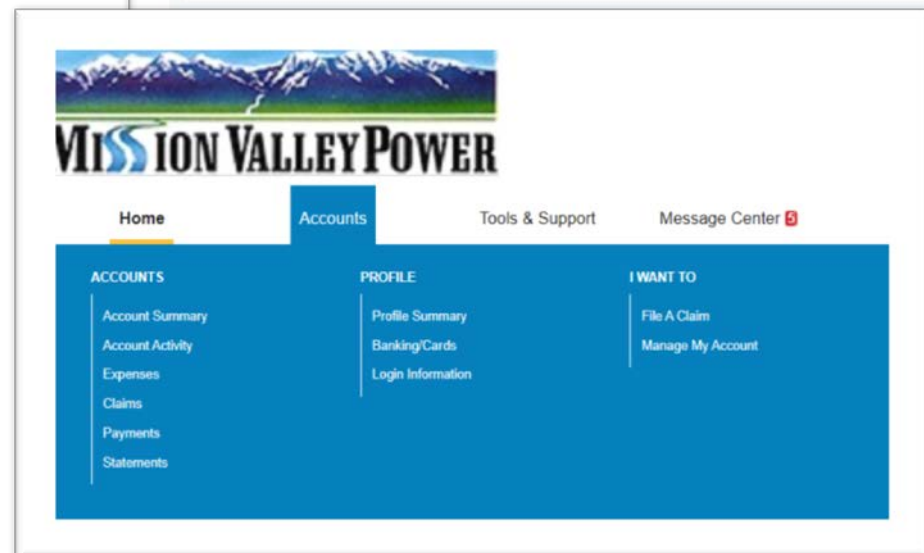 MISSION VALLEY POWER
Home Accounts Tools & Support Message Center 5
ACCOUNTS
Account Summary
Account Activity
Expenses
Claims
Payments
Statements
PROFILE
Profile Summary
Banking/Cards
Login Information
I WANT TO
File A Claim
Manage My Account